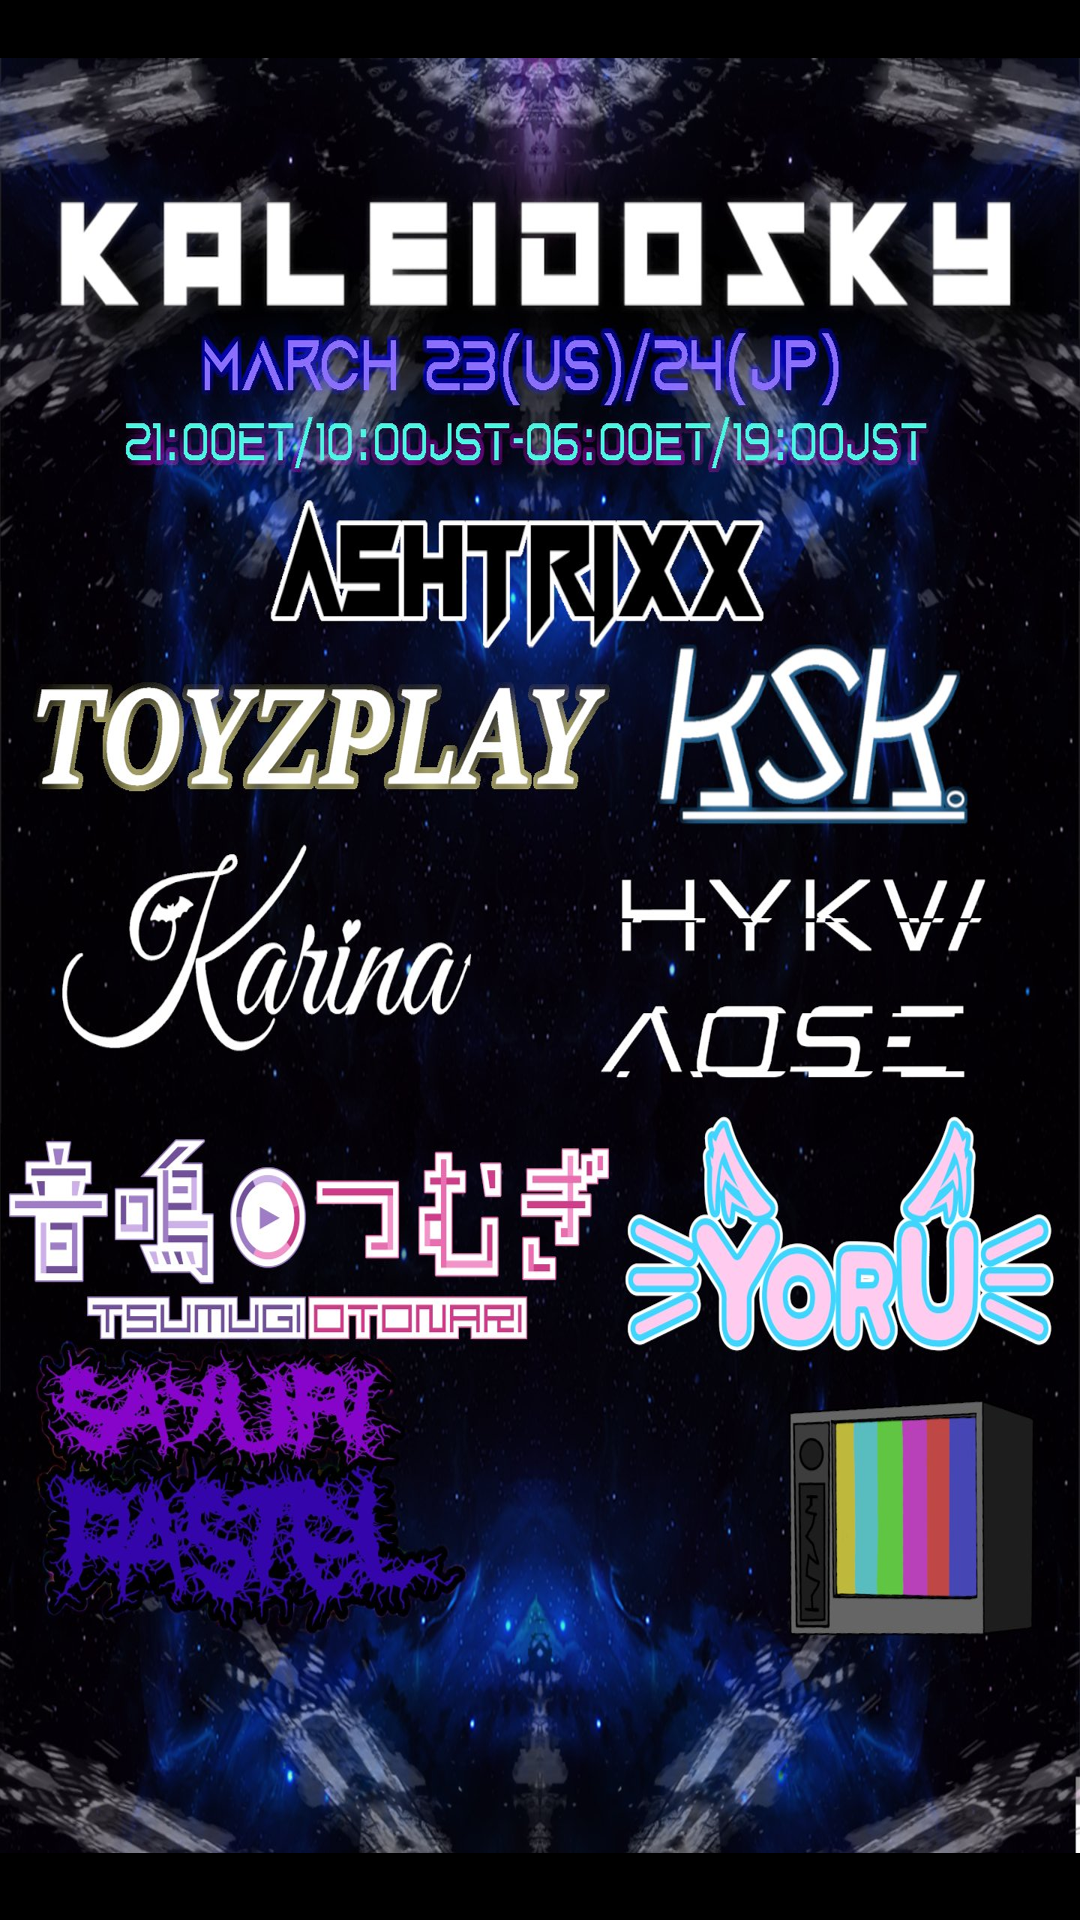 KALEIDOSKY
MARCH 23(US)/24(JP)
21:00ET/10:00JST-06:00ET/19:00JST
ASHTRIXX
TOYZPLAY
KSK。
Karina
HYKW/
AOSE
音鳴つむぎ
TSUMUGI OTONARI
YORU
SAYURI
PASTEL